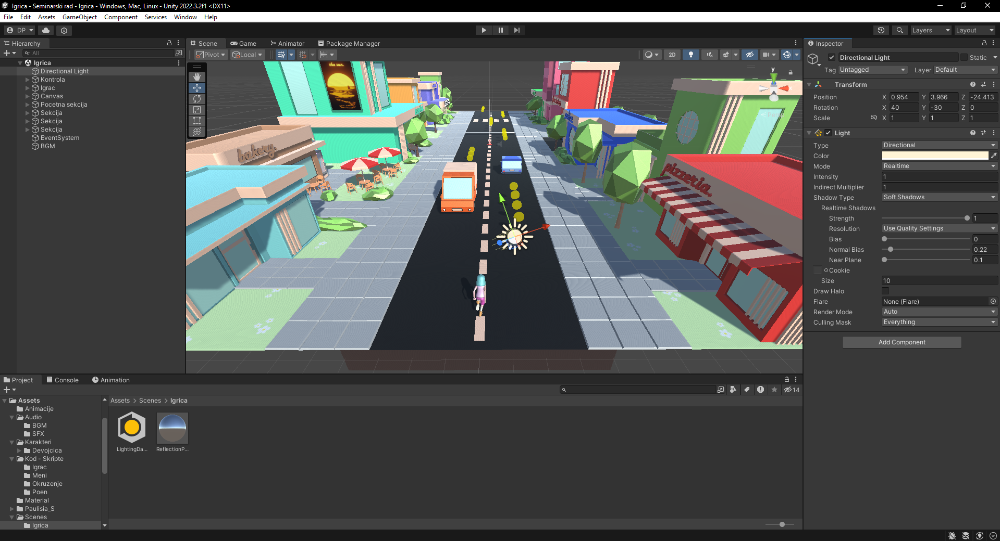 Igrica - Seminarski rad - Igrica - Windows, Mac, Linux - Unity 2022.3.2f1 <DX11>
File Edit Assets GameObject Component Services Window Help
DP
Layers Layout
Hierarchy
All
Igrica
Directional Light
Kontrola
Igrac
Canvas
Pocetna sekcija
Sekcija
Sekcija
Sekcija
EventSystem
BGM
Scene Game Animator Package Manager
Pivot Local 2D
the sun.
bakery.
pizzeria.
y
x
Persp
Inspector
Directional Light Static
Tag Untagged Layer Default
Transform
Position X 0.954 Y 3.966 Z -24.413
Rotation X 40 Y -30 Z 0
Scale X 1 Y 1 Z 1
Light
Type Directional
Color
Mode Realtime
Intensity 1
Indirect Multiplier 1
Shadow Type Soft Shadows
Realtime Shadows
Strength 1
Resolution Use Quality Settings
Bias 0
Normal Bias 0.22
Near Plane 0.1
Cookie
Size 10
Draw Halo
Flare None (Flare)
Render Mode Auto
Culling Mask Everything
Add Component
Project Console Animation
14
Assets
Animacije
Audio
BGM
SFX
Karakteri
Devojcica
Kod - Skripte
Igrac
Meni
Okruzenje
Poen
Material
Paulisia_S
Scenes
Igrica
Assets > Scenes > Igrica
LightingDa... ReflectionP...